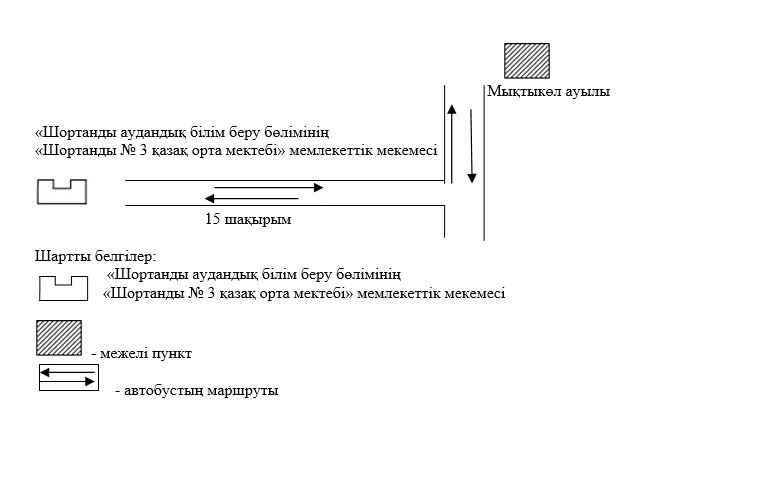 Мықтыкөл ауылы
«Шортанды аудандық білім беру бөлімінің
«Шортанды № 3 қазақ орта мектебі» мемлекеттік мекемесі
15 шақырым
Шартты белгілер:
«Шортанды аудандық білім беру бөлімінің
«Шортанды № 3 қазақ орта мектебі» мемлекеттік мекемесі
- межелі пункт
- автобустың маршруты